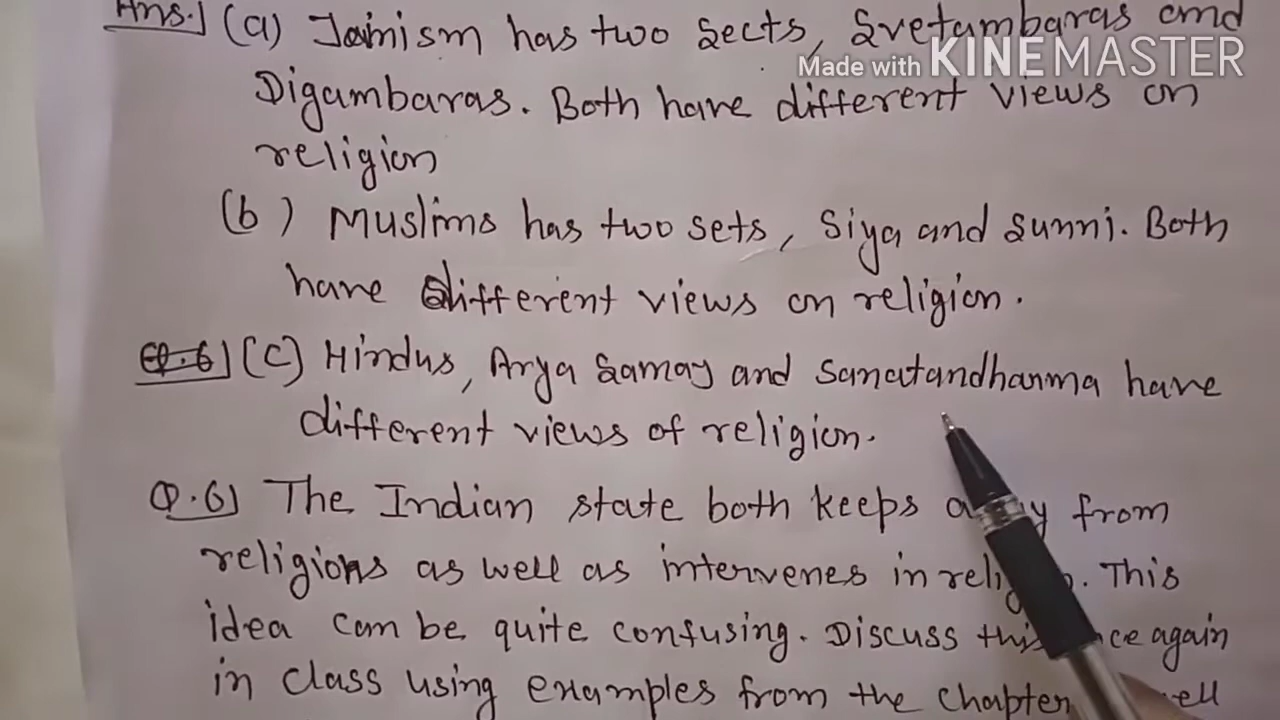 Ans.] (a) Jainism has two sects, Svetambaras and
Made with KINEMASTER
Digambaras. Both have different views on
religion
(b) Muslims has two sets, Siya and Sunni. Both
have different views on religion.
Q.6] (C) Hindus, Arya Samaj and Sanatandharma have
different views of religion.
Q.6] The Indian state both keeps from
religions as well as intervenes in. This
idea can be quite confusing. Discuss again
in class using examples from the chapter